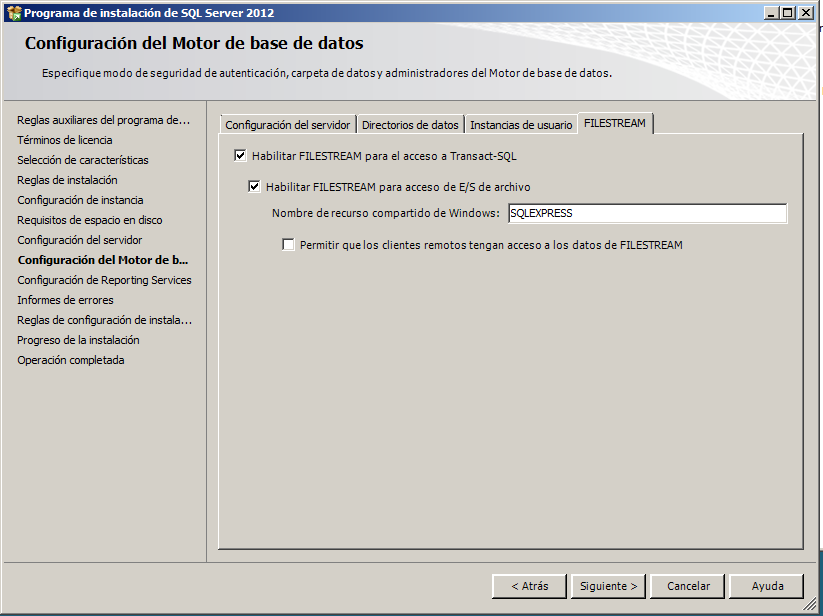 Programa de instalación de SQL Server 2012
Configuración del Motor de base de datos
Especifique modo de seguridad de autenticación, carpeta de datos y administradores del Motor de base de datos.
Reglas auxiliares del programa de...
Términos de licencia
Selección de características
Reglas de instalación
Configuración de instancia
Requisitos de espacio en disco
Configuración del servidor
Configuración del Motor de b...
Configuración de Reporting Services
Informes de errores
Reglas de configuración de instala...
Progreso de la instalación
Operación completada
Configuración del servidor
Directorios de datos
Instancias de usuario
FILESTREAM
Habilitar FILESTREAM para el acceso a Transact-SQL
Habilitar FILESTREAM para acceso de E/S de archivo
Nombre de recurso compartido de Windows: SQLEXPRESS
Permitir que los clientes remotos tengan acceso a los datos de FILESTREAM
< Atrás
Siguiente >
Cancelar
Ayuda